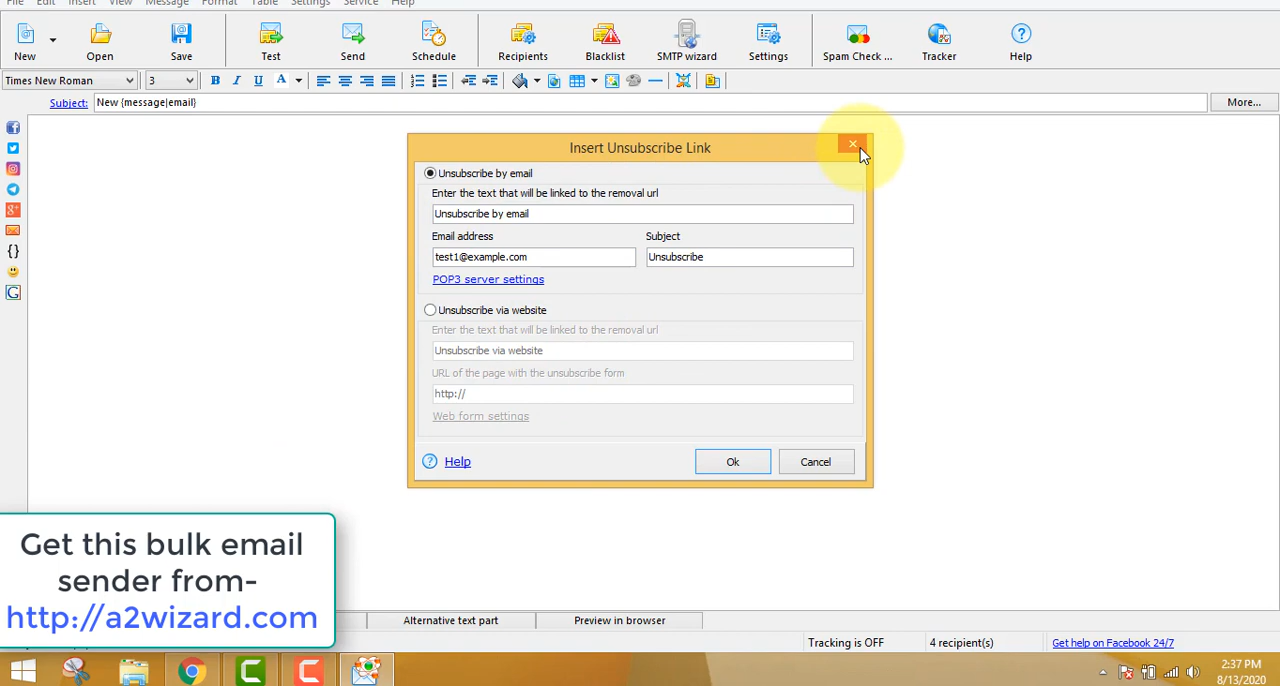 File Edit Insert View Message Format Table Settings Service Help
New Open Save Test Send Schedule Recipients Blacklist SMTP wizard Settings Spam Check ... Tracker Help
Times New Roman 3 B I U A
Subject: New {message|email} More...
Insert Unsubscribe Link
Unsubscribe by email
Enter the text that will be linked to the removal url
Unsubscribe by email
Email address Subject
test1@example.com Unsubscribe
POP3 server settings
Unsubscribe via website
Enter the text that will be linked to the removal url
Unsubscribe via website
URL of the page with the unsubscribe form
http://
Web form settings
Help Ok Cancel
Get this bulk email
sender from-
http://a2wizard.com
Alternative text part Preview in browser
Tracking is OFF 4 recipient(s) Get help on Facebook 24/7
2:37 PM
8/13/2020